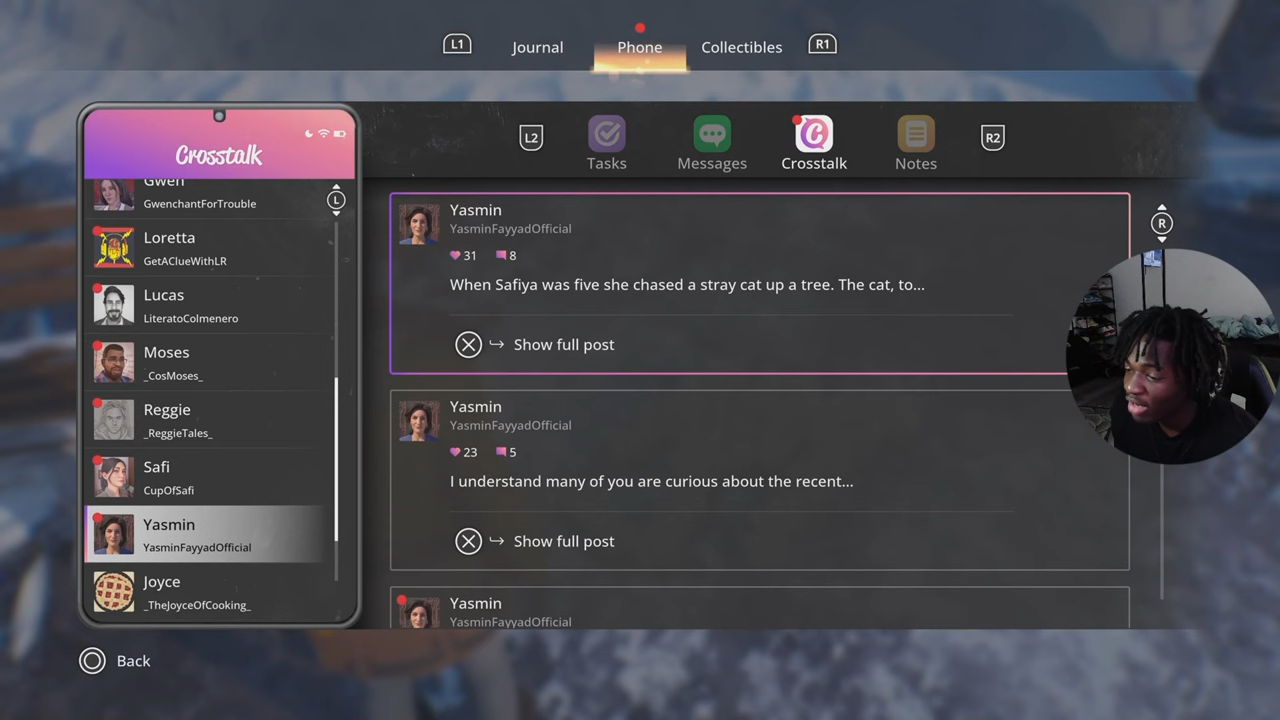 L1
Journal
Phone
Collectibles
R1
Crosstalk
L2
Tasks
Messages
Crosstalk
Notes
R2
Gwen
GwenchantForTrouble
L
Loretta
GetAClueWithLR
Lucas
LiteratoColmenero
Moses
_CosMoses_
Reggie
_ReggieTales_
Safi
CupOfSafi
Yasmin
YasminFayyadOfficial
Joyce
_TheJoyceOfCooking_
Yasmin
YasminFayyadOfficial
31 8
When Safiya was five she chased a stray cat up a tree. The cat, to...
Show full post
R
Yasmin
YasminFayyadOfficial
23 5
I understand many of you are curious about the recent...
Show full post
Yasmin
YasminFayyadOfficial
Back